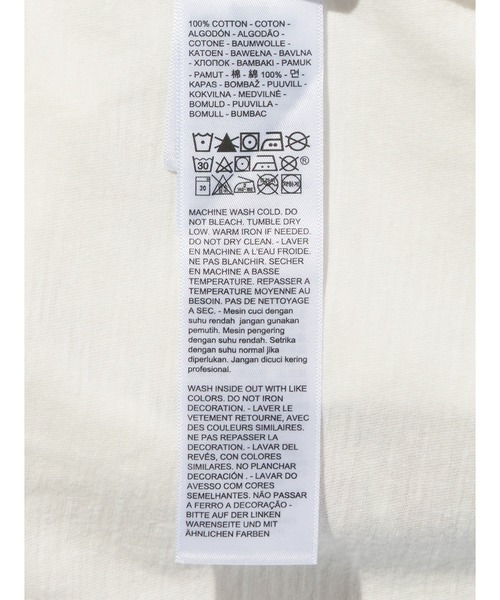 100% COTTON - COTON -
ALGODÓN - ALGODÃO -
COTONE - BAUMWOLLE -
KATOEN - BAWEŁNA - BAVLNA
- ХЛОПОК - BAMBAKI - PAMUK
- PAMUT - 棉 - 綿 100% - 면 -
KAPAS - BOMBAŽ - PUUVILL -
KOKVILNA - MEDVILNĖ -
BOMULD - PUUVILLA -
BOMULL - BUMBAC
30
®
30
MACHINE WASH COLD. DO
NOT BLEACH. TUMBLE DRY
LOW. WARM IRON IF NEEDED.
DO NOT DRY CLEAN. - LAVER
EN MACHINE A L'EAU FROIDE.
NE PAS BLANCHIR. SECHER
EN MACHINE A BASSE
TEMPERATURE. REPASSER A
TEMPERATURE MOYENNE AU
BESOIN. PAS DE NETTOYAGE
A SEC. - Mesin cuci dengan
suhu rendah jangan gunakan
pemutih. Mesin pengering
dengan suhu rendah. Setrika
dengan suhu normal jika
diperlukan. Jangan dicuci kering
profesional.
WASH INSIDE OUT WITH LIKE
COLORS. DO NOT IRON
DECORATION. - LAVER LE
VETEMENT RETOURNE, AVEC
DES COULEURS SIMILAIRES.
NE PAS REPASSER LA
DECORATION. - LAVAR DEL
REVÉS, CON COLORES
SIMILARES. NO PLANCHAR
DECORACIÓN . - LAVAR DO
AVESSO COM CORES
SEMELHANTES. NÃO PASSAR
A FERRO A DECORAÇÃO -
BITTE AUF DER LINKEN
WARENSEITE UND MIT
ÄHNLICHEN FARBEN